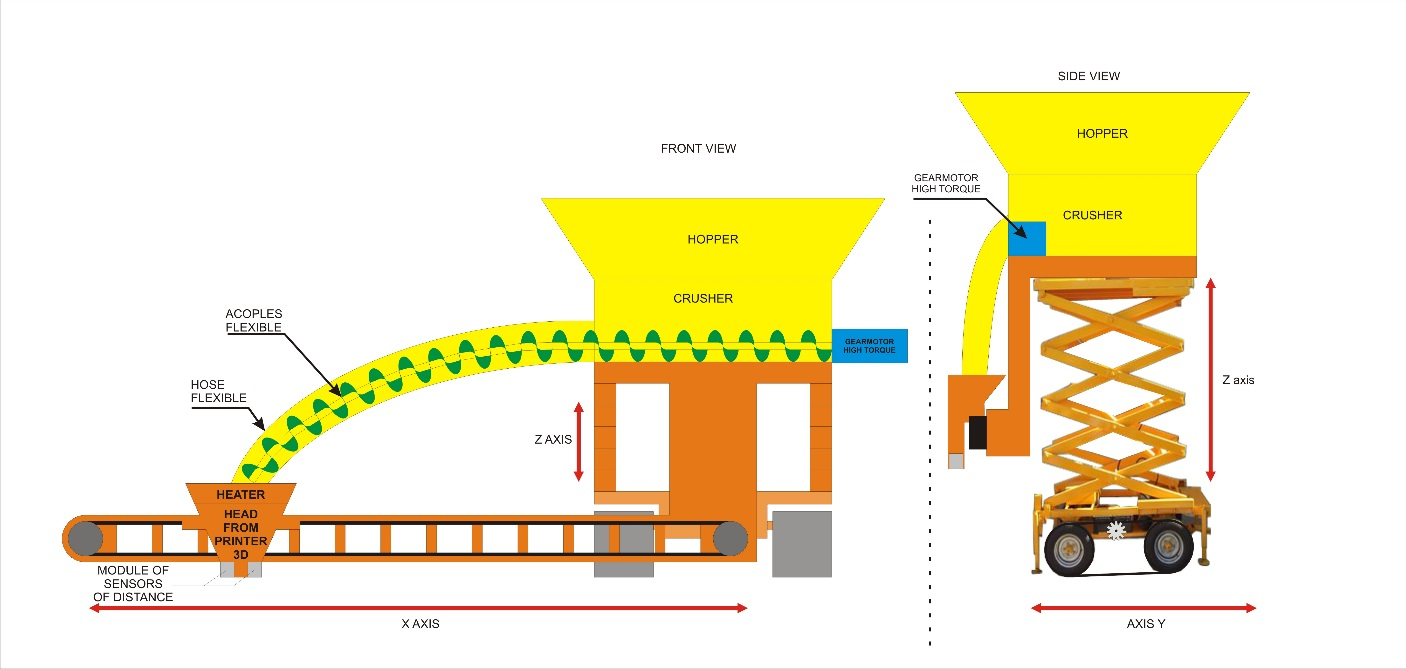 SIDE VIEW
HOPPER
FRONT VIEW
GEARMOTOR
HIGH TORQUE
CRUSHER
HOPPER
CRUSHER
ACOPLES
FLEXIBLE
GEARMOTOR
HIGH TORQUE
HOSE
FLEXIBLE
Z axis
Z AXIS
HEATER
HEAD
FROM
PRINTER
3D
MODULE OF
SENSORS
OF DISTANCE
X AXIS
AXIS Y